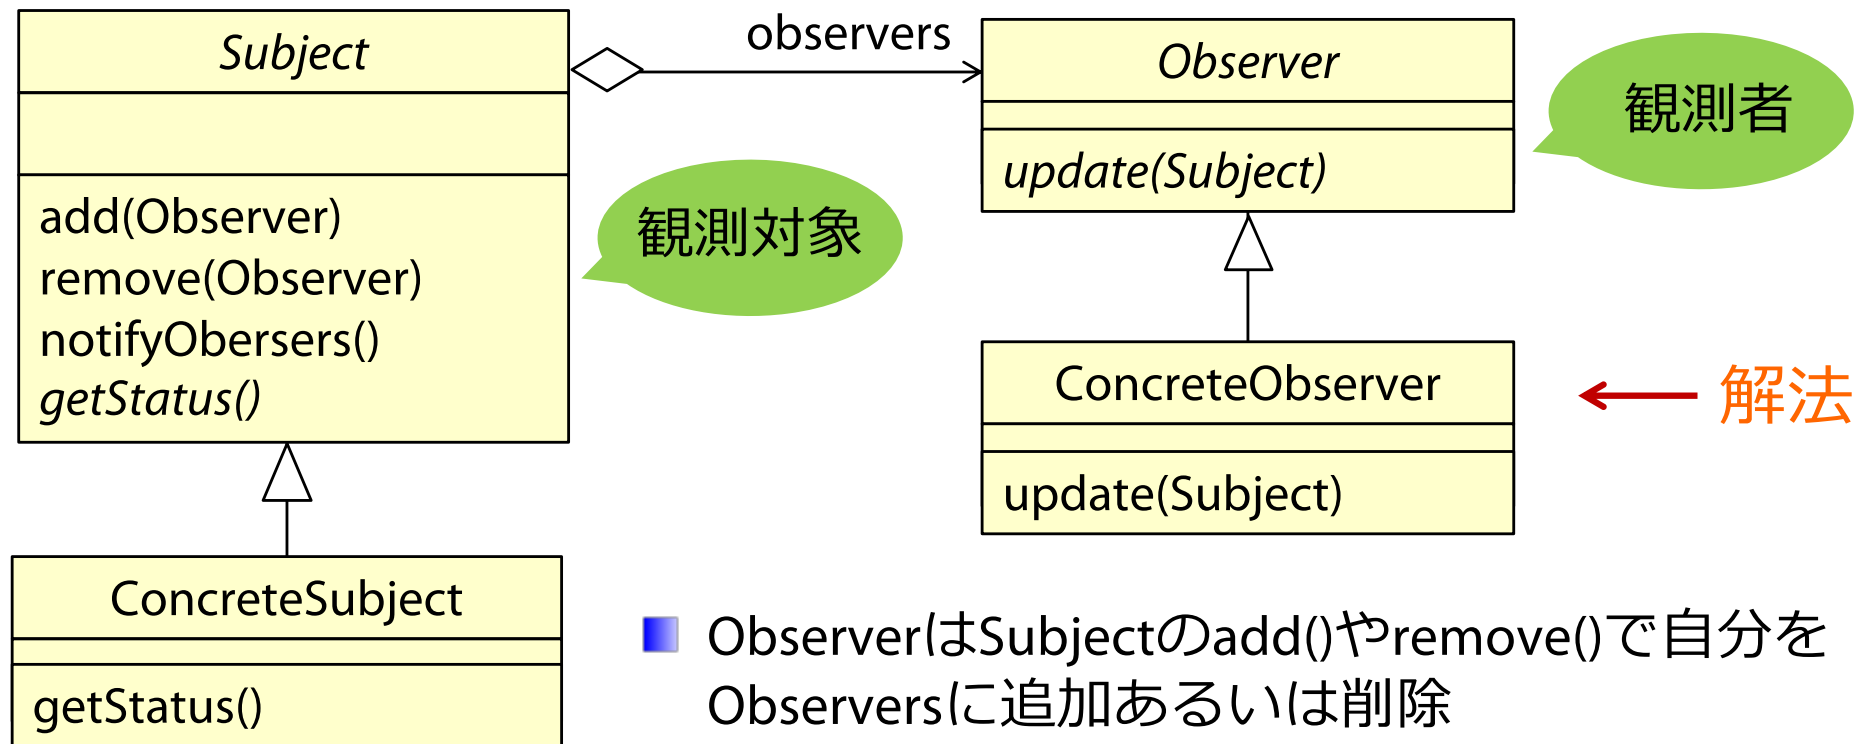 Subject
add(Observer)
remove(Observer)
notifyObersers()
getStatus()
observers
Observer
update(Subject)
観測者
観測対象
ConcreteObserver
update(Subject)
解法
ConcreteSubject
getStatus()
ObserverはSubjectのadd()やremove()で自分を
Observersに追加あるいは削除